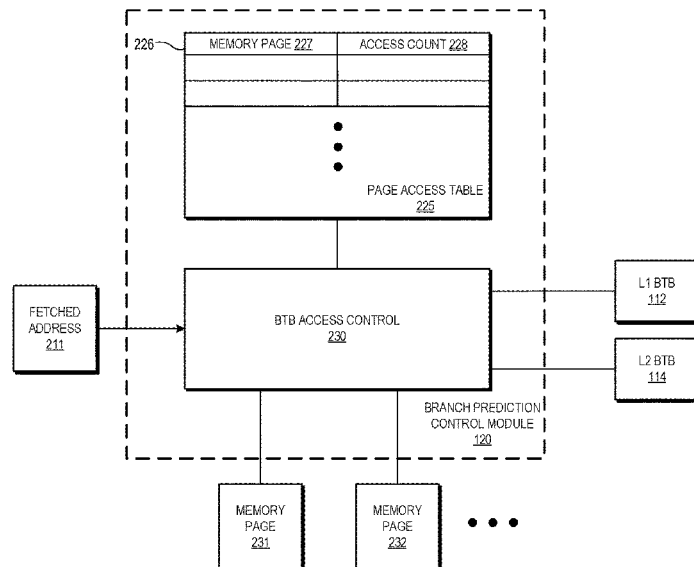 226
MEMORY PAGE 227
ACCESS COUNT 228
PAGE ACCESS TABLE
225
FETCHED
ADDRESS
211
BTB ACCESS CONTROL
230
L1 BTB
112
L2 BTB
114
BRANCH PREDICTION
CONTROL MODULE
120
MEMORY
PAGE
231
MEMORY
PAGE
232